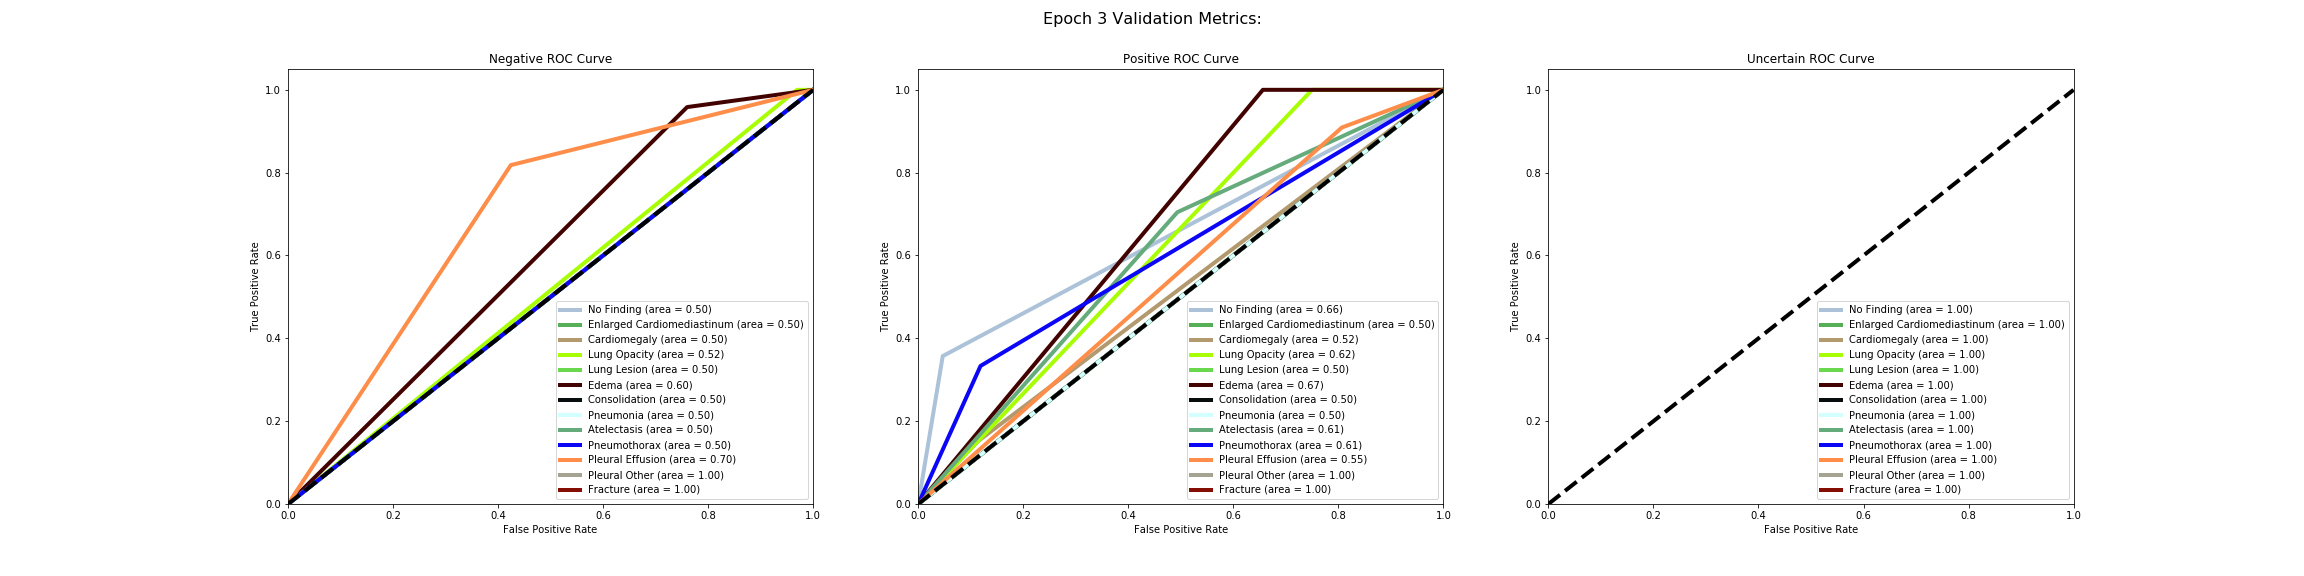 Epoch 3 Validation Metrics:
Negative ROC Curve
True Positive Rate
1.0
0.8
0.6
0.4
0.2
0.0
0.0 0.2 0.4 0.6 0.8 1.0
False Positive Rate
No Finding (area = 0.50)
Enlarged Cardiomediastinum (area = 0.50)
Cardiomegaly (area = 0.50)
Lung Opacity (area = 0.52)
Lung Lesion (area = 0.50)
Edema (area = 0.60)
Consolidation (area = 0.50)
Pneumonia (area = 0.50)
Atelectasis (area = 0.50)
Pneumothorax (area = 0.50)
Pleural Effusion (area = 0.70)
Pleural Other (area = 1.00)
Fracture (area = 1.00)
Positive ROC Curve
True Positive Rate
1.0
0.8
0.6
0.4
0.2
0.0
0.0 0.2 0.4 0.6 0.8 1.0
False Positive Rate
No Finding (area = 0.66)
Enlarged Cardiomediastinum (area = 0.50)
Cardiomegaly (area = 0.52)
Lung Opacity (area = 0.62)
Lung Lesion (area = 0.50)
Edema (area = 0.67)
Consolidation (area = 0.50)
Pneumonia (area = 0.50)
Atelectasis (area = 0.61)
Pneumothorax (area = 0.61)
Pleural Effusion (area = 0.55)
Pleural Other (area = 1.00)
Fracture (area = 1.00)
Uncertain ROC Curve
True Positive Rate
1.0
0.8
0.6
0.4
0.2
0.0
0.0 0.2 0.4 0.6 0.8 1.0
False Positive Rate
No Finding (area = 1.00)
Enlarged Cardiomediastinum (area = 1.00)
Cardiomegaly (area = 1.00)
Lung Opacity (area = 1.00)
Lung Lesion (area = 1.00)
Edema (area = 1.00)
Consolidation (area = 1.00)
Pneumonia (area = 1.00)
Atelectasis (area = 1.00)
Pneumothorax (area = 1.00)
Pleural Effusion (area = 1.00)
Pleural Other (area = 1.00)
Fracture (area = 1.00)